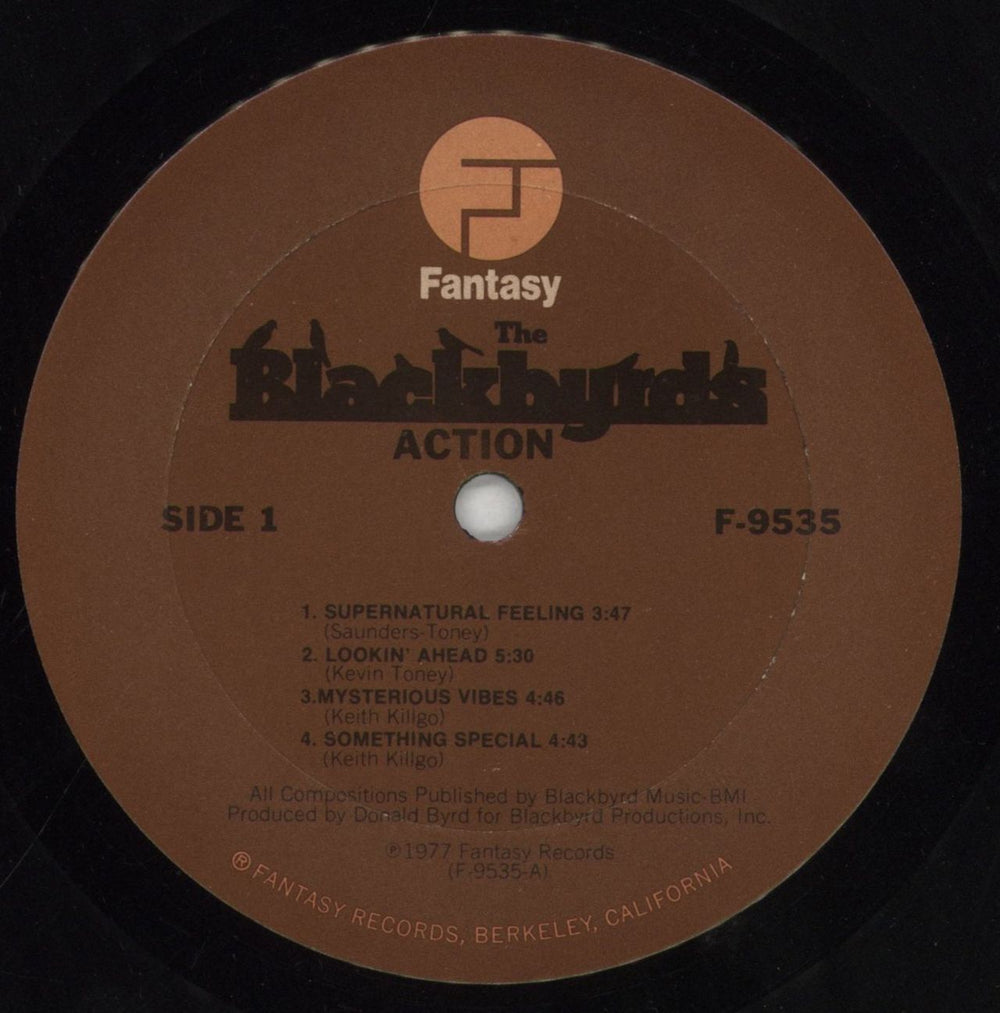 Fantasy
The
Blackbyrds
ACTION
SIDE 1
F-9535
1. SUPERNATURAL FEELING 3:47
(Saunders-Toney)
2. LOOKIN' AHEAD 5:30
(Kevin Toney)
3.MYSTERIOUS VIBES 4:46
(Keith Killgo)
4. SOMETHING SPECIAL 4:43
(Keith Killgo)
All Compositions Published by Blackbyrd Music-BMI
Produced by Donald Byrd for Blackbyrd Productions, Inc.
℗1977 Fantasy Records
(F-9535-A)
® FANTASY RECORDS, BERKELEY, CALIFORNIA